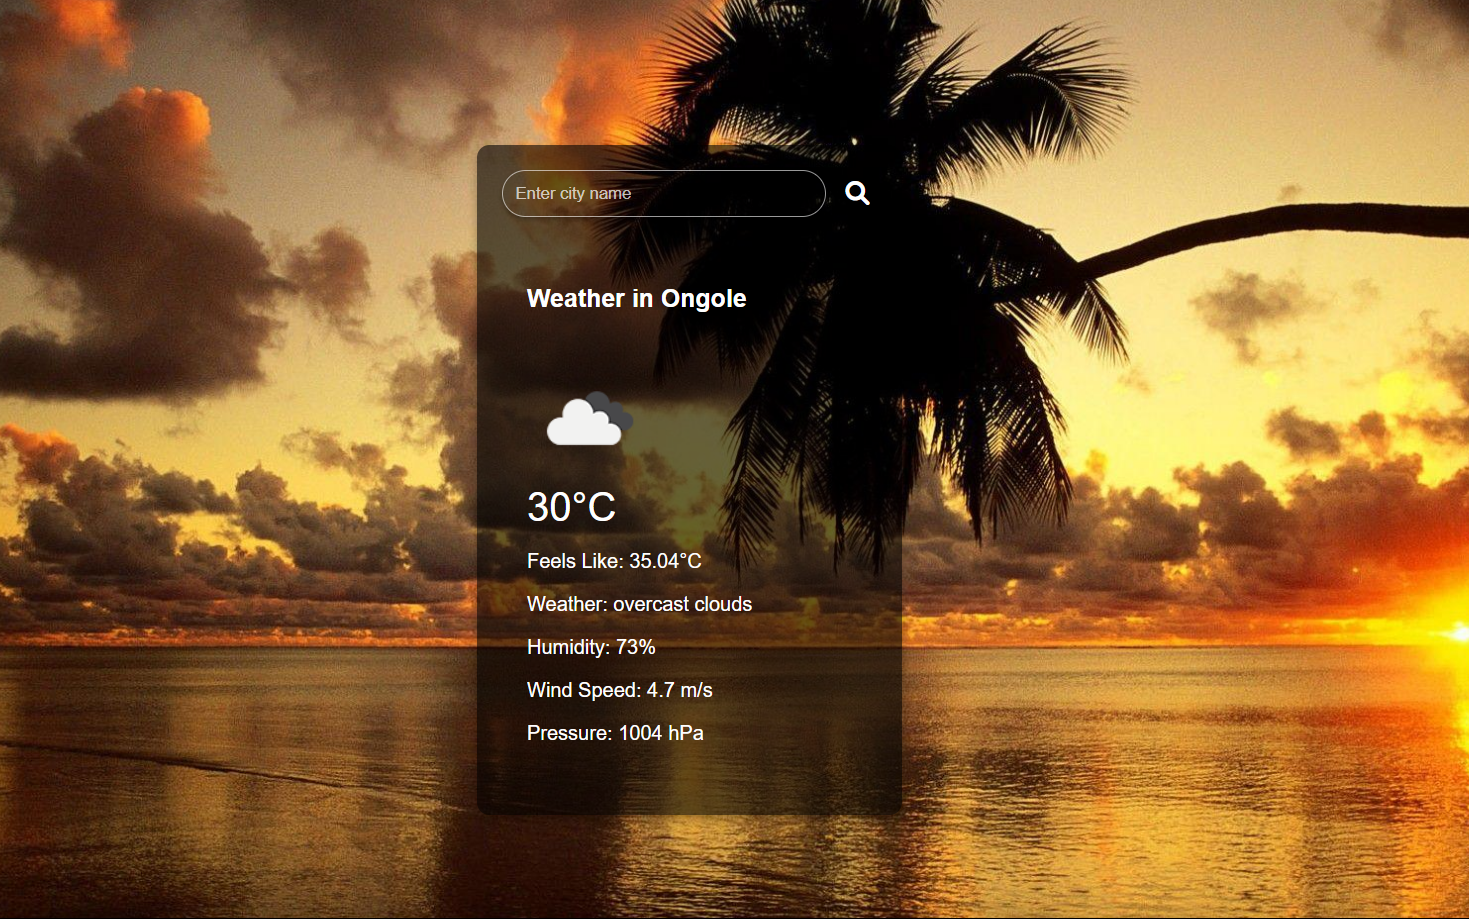 Enter city name
Weather in Ongole
30°C
Feels Like: 35.04°C
Weather: overcast clouds
Humidity: 73%
Wind Speed: 4.7 m/s
Pressure: 1004 hPa